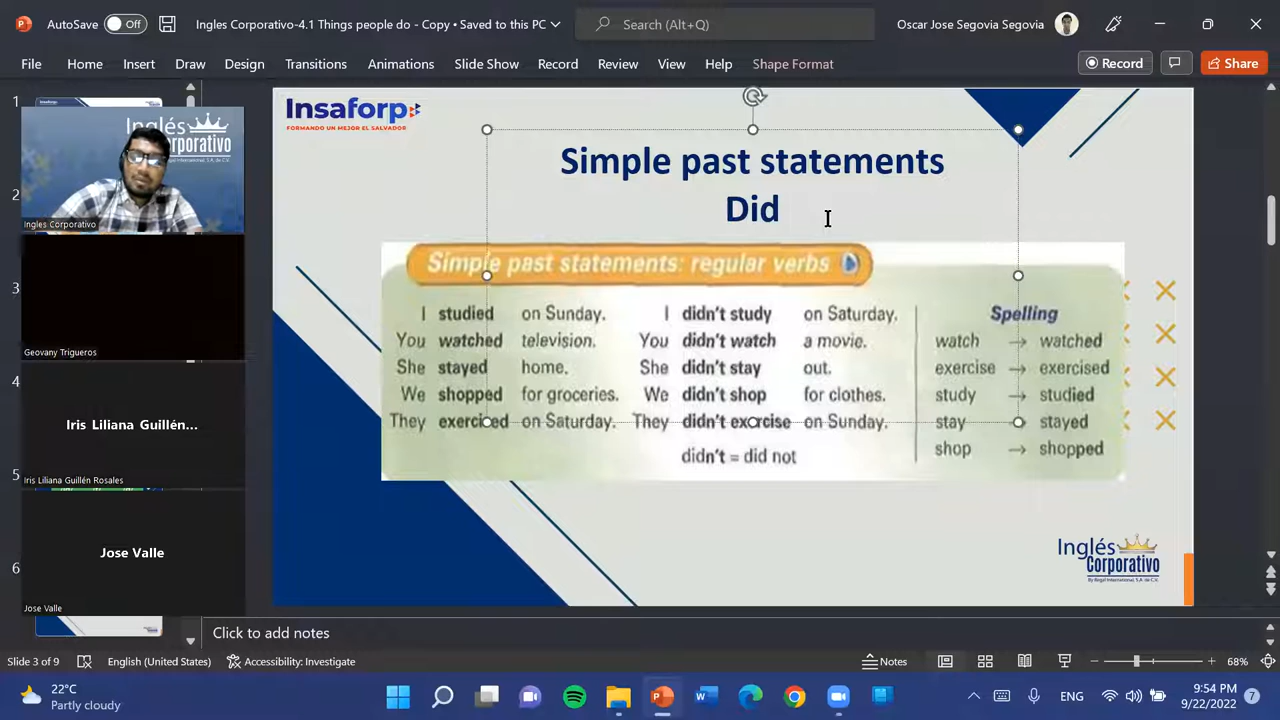 AutoSave Off Ingles Corporativo-4.1 Things people do - Copy • Saved to this PC Search (Alt+Q) Oscar Jose Segovia Segovia
File Home Insert Draw Design Transitions Animations Slide Show Record Review View Help Shape Format Record Share
1
2
3
4
5
6
Inglés
Corporativo
Ingles Corporativo
Geovany Trigueros
Iris Liliana Guillén...
Iris Liliana Guillén Rosales
Jose Valle
Jose Valle
Insaforp
FORMANDO UN MEJOR EL SALVADOR
Simple past statements
Did
Simple past statements: regular verbs
I studied on Sunday. I didn't study on Saturday. Spelling
You watched television. You didn't watch a movie. watch → watched
She stayed home. She didn't stay out. exercise → exercised
We shopped for groceries. We didn't shop for clothes. study → studied
They exercised on Saturday. They didn't exercise on Sunday. stay → stayed
didn't = did not shop → shopped
Inglés
Corporativo
By Regal International, S.A. de C.V.
Click to add notes
Slide 3 of 9 English (United States) Accessibility: Investigate Notes 68%
22°C
Partly cloudy
ENG
9:54 PM
9/22/2022
7